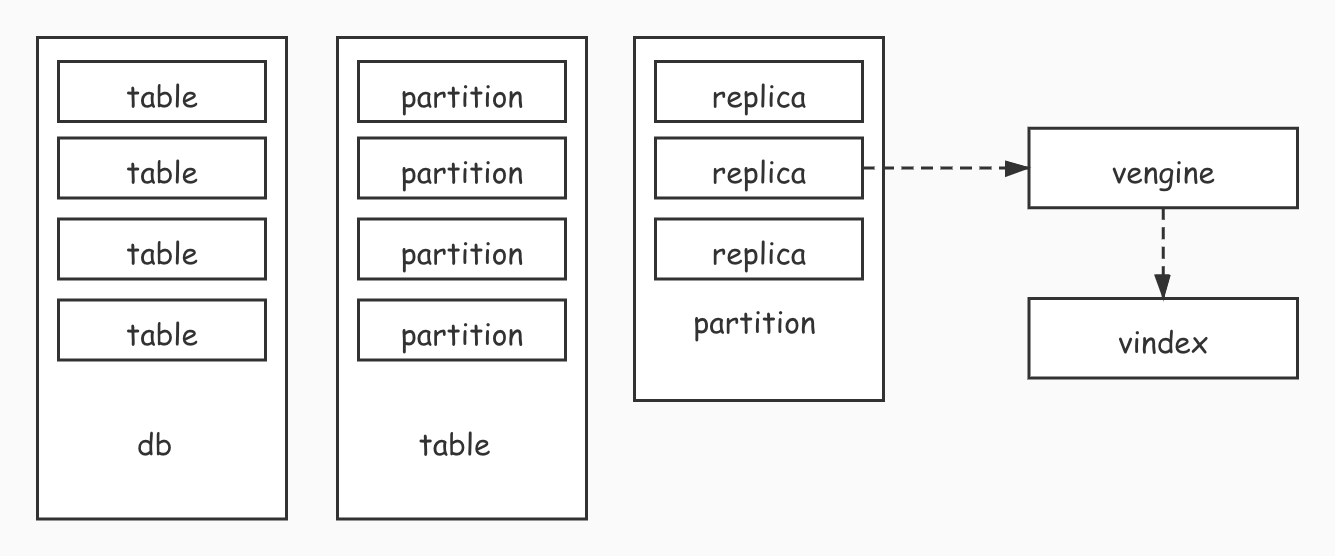 table
table
table
table
db
partition
partition
partition
partition
table
replica
replica
replica
partition
vengine
vindex